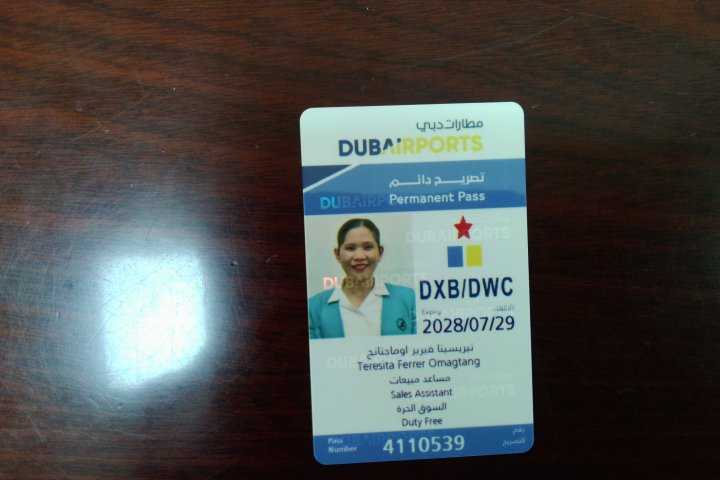 مطارات دبي
DUBAiRPORTS
تصريح دائم
Permanent Pass
DXB/DWC
Expiry الانتهاء
2028/07/29
تيريسيتا فيرير اوماجتانج
Teresita Ferrer Omagtang
مساعد مبيعات
Sales Assistant
السوق الحرة
Duty Free
Pass Number 4110539 رقم التصريح